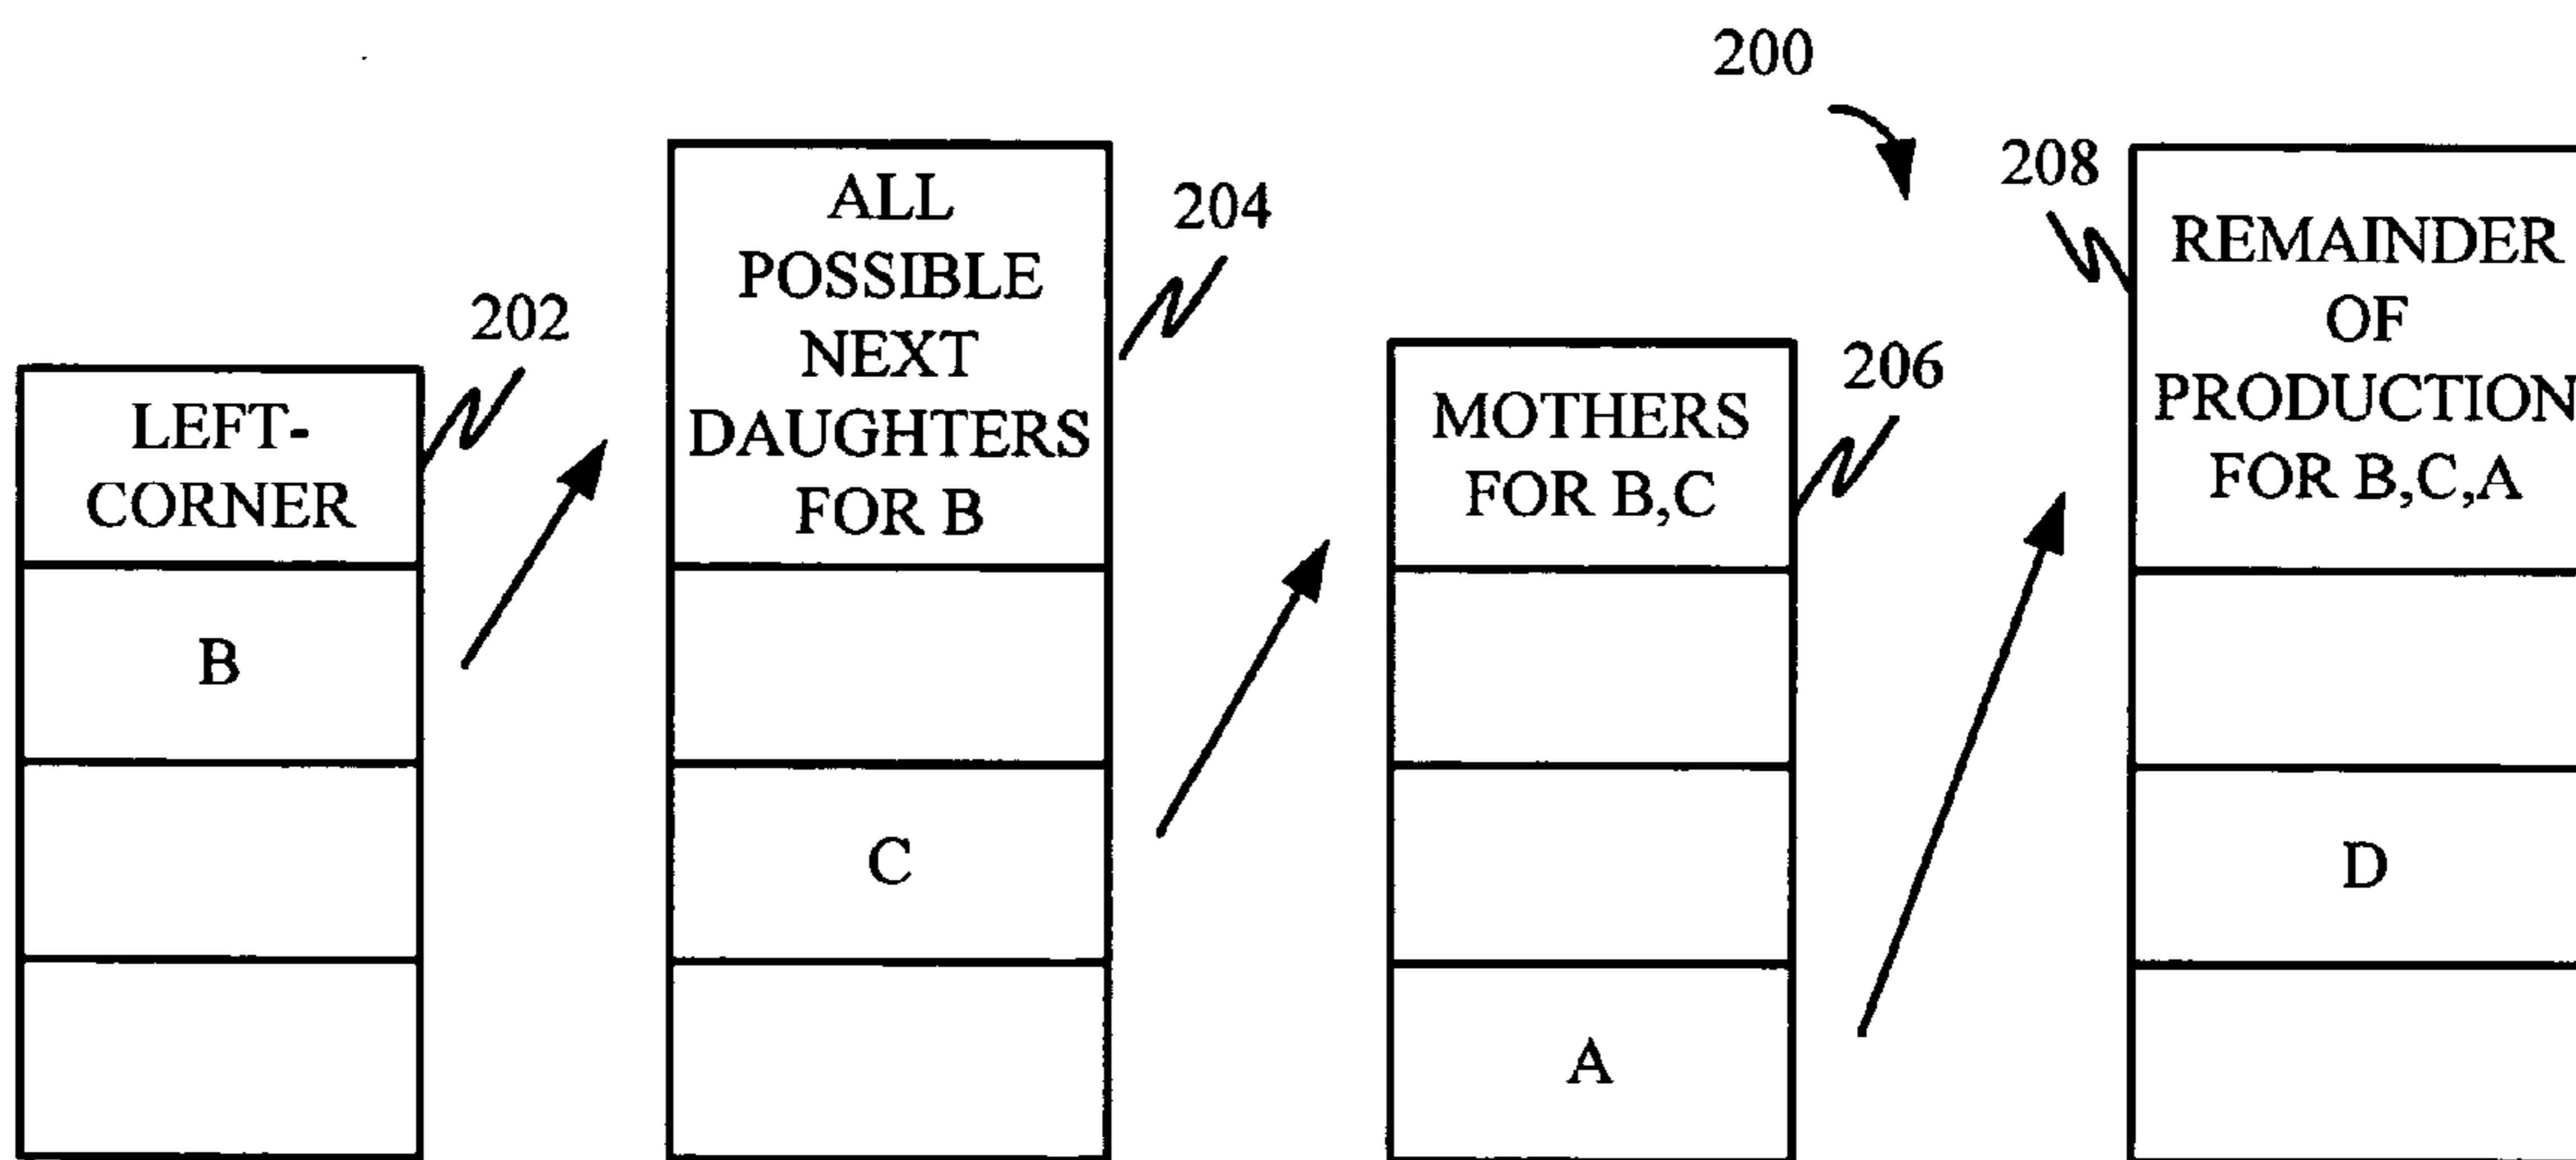 200
202
LEFT-
CORNER
B
204
ALL
POSSIBLE
NEXT
DAUGHTERS
FOR B
C
206
MOTHERS
FOR B,C
A
208
REMAINDER
OF
PRODUCTION
FOR B,C,A
D